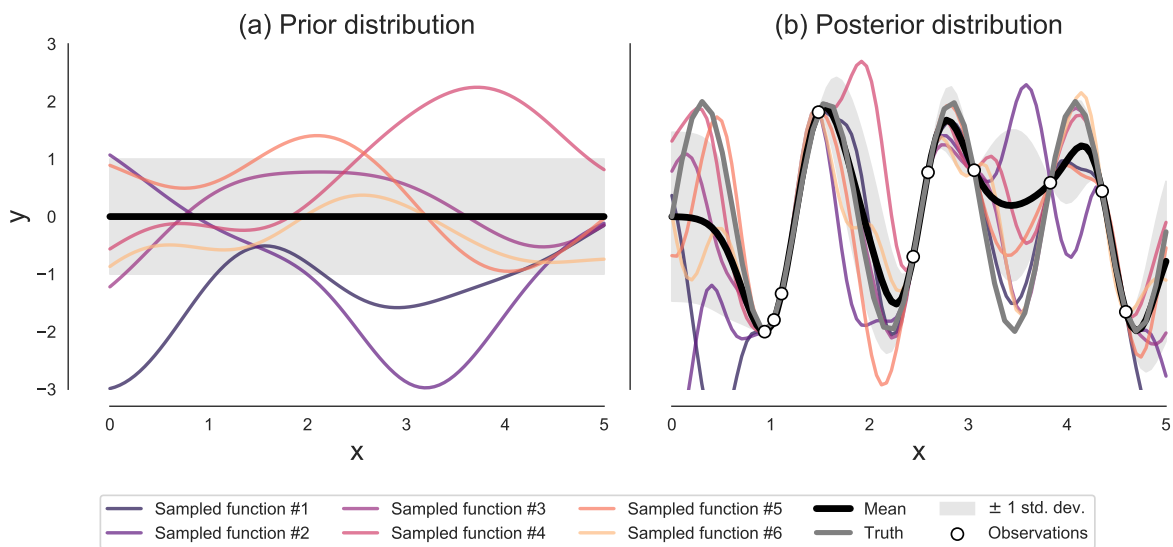 (a) Prior distribution
(b) Posterior distribution
3
2
1
0
−1
−2
−3
y
0 1 2 3 4 5
0 1 2 3 4 5
x
x
Sampled function #1 Sampled function #3 Sampled function #5 Mean ± 1 std. dev.
Sampled function #2 Sampled function #4 Sampled function #6 Truth Observations